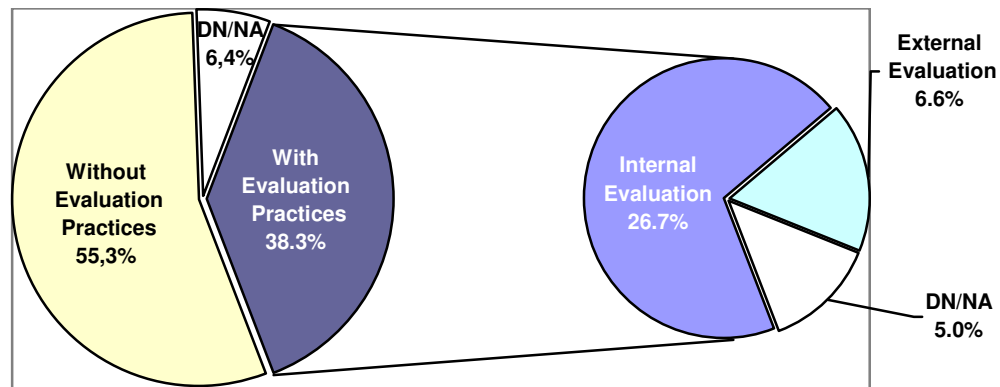 DN/NA
6,4%
Without
Evaluation
Practices
55,3%
With
Evaluation
Practices
38.3%
Internal
Evaluation
26.7%
External
Evaluation
6.6%
DN/NA
5.0%